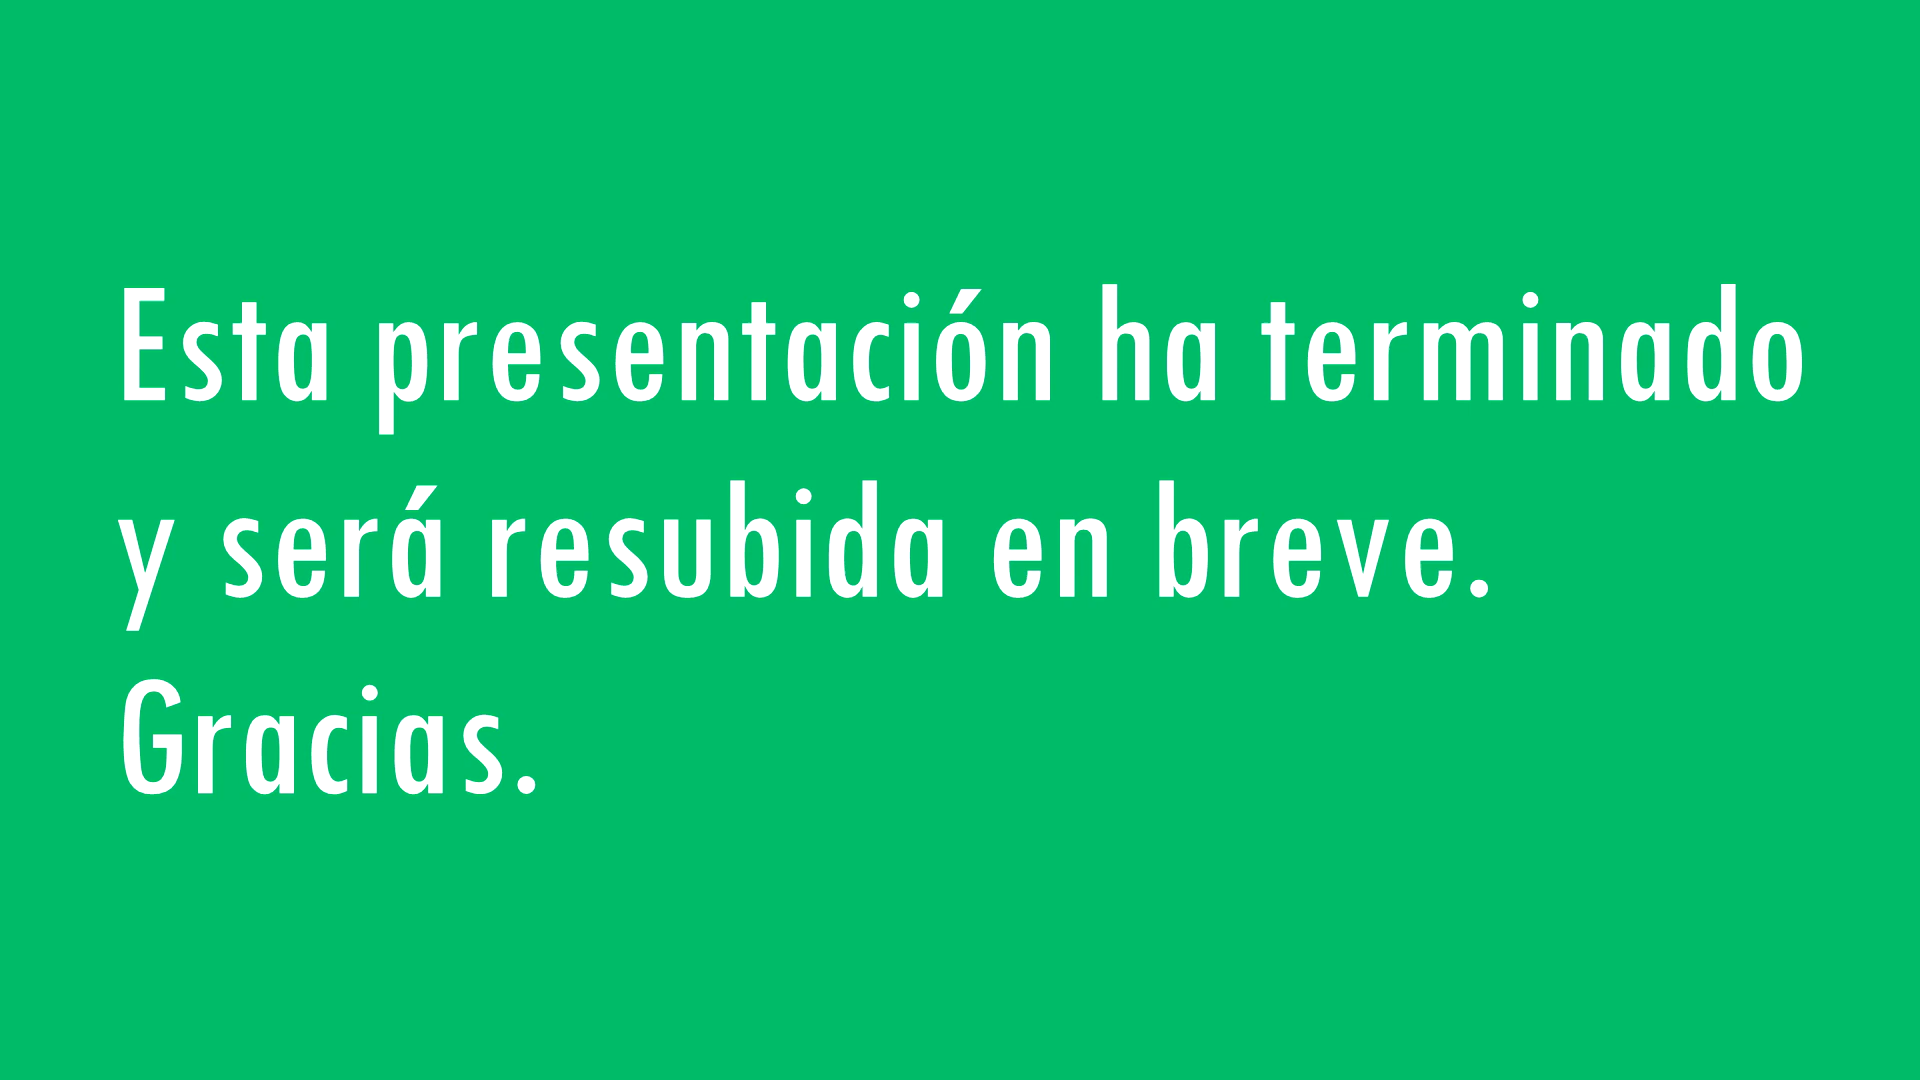 Esta presentación ha terminado
y será resubida en breve.
Gracias.